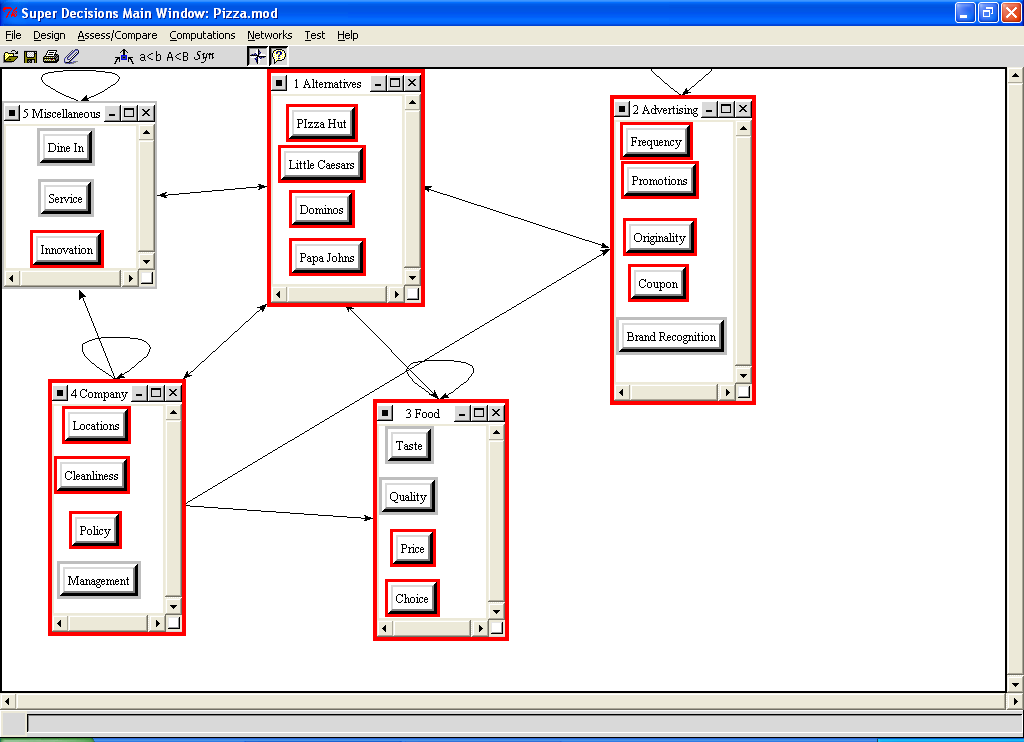 Super Decisions Main Window: Pizza.mod
File Design Assess/Compare Computations Networks Test Help
a<b A<B Syn
5 Miscellaneous
Dine In
Service
Innovation
1 Alternatives
PIzza Hut
Little Caesars
Dominos
Papa Johns
2 Advertising
Frequency
Promotions
Originality
Coupon
Brand Recognition
4 Company
Locations
Cleanliness
Policy
Management
3 Food
Taste
Quality
Price
Choice